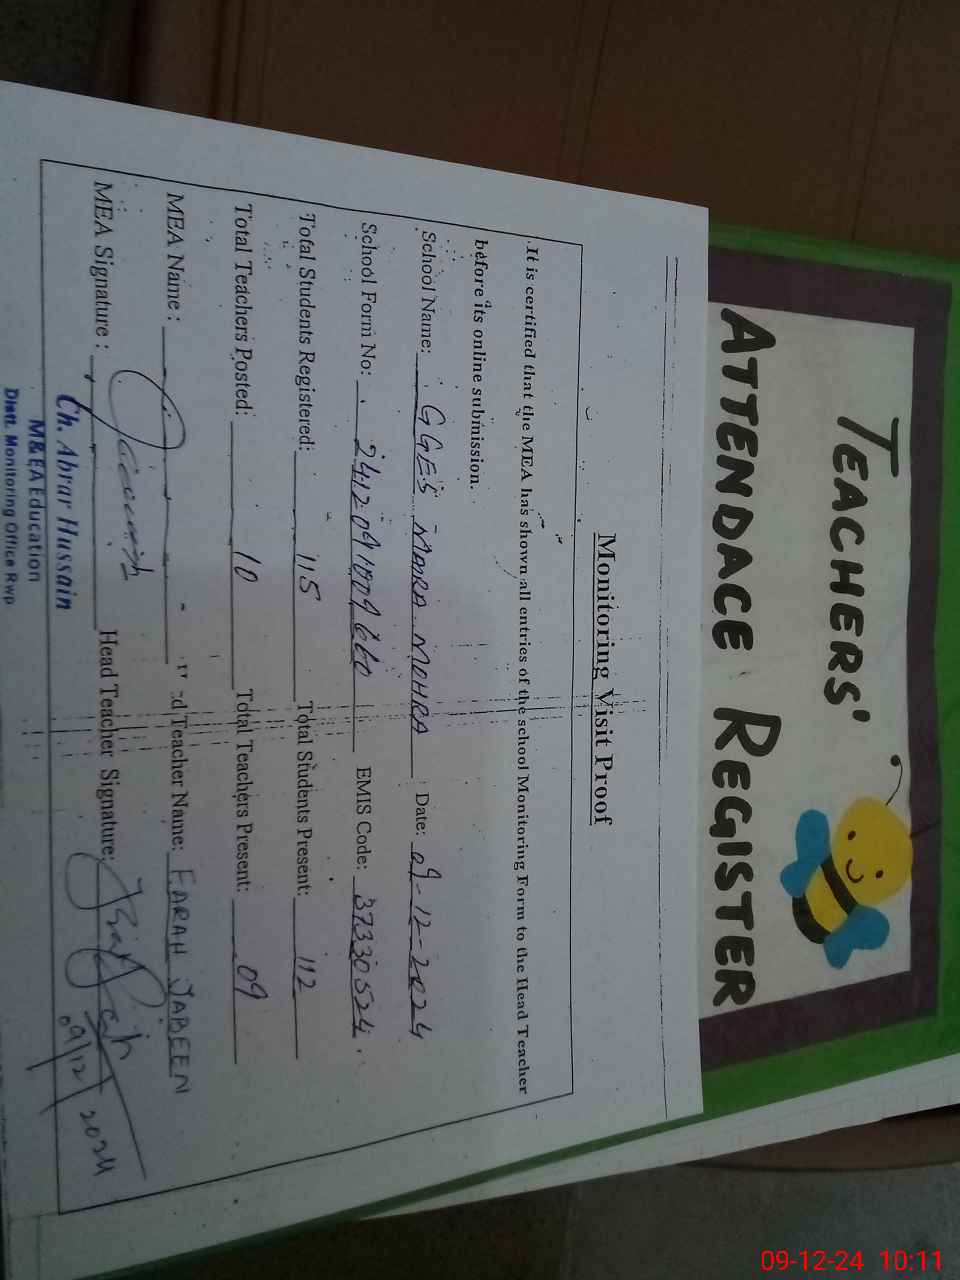 TEACHERS'
ATTENDACE REGISTER
Monitoring Visit Proof
It is certified that the MEA has shown all entries of the school Monitoring Form to the Head Teacher
before its online submission.
School Name: GGES MAIRA MOHRA Date: 09-12-2024
School Form No: EMIS Code: 37330524
Total Students Registered: 115 Total Students Present: 112
Total Teachers Posted: 10 Total Teachers Present: 09
MEA Name: Teacher Name: FARAH JABEEN
MEA Signature: Head Teacher Signature:
09/12/2024
Ch. Abrar Hussain
M&EA Education
Distt. Monitoring Office Rwp
09-12-24 10:11